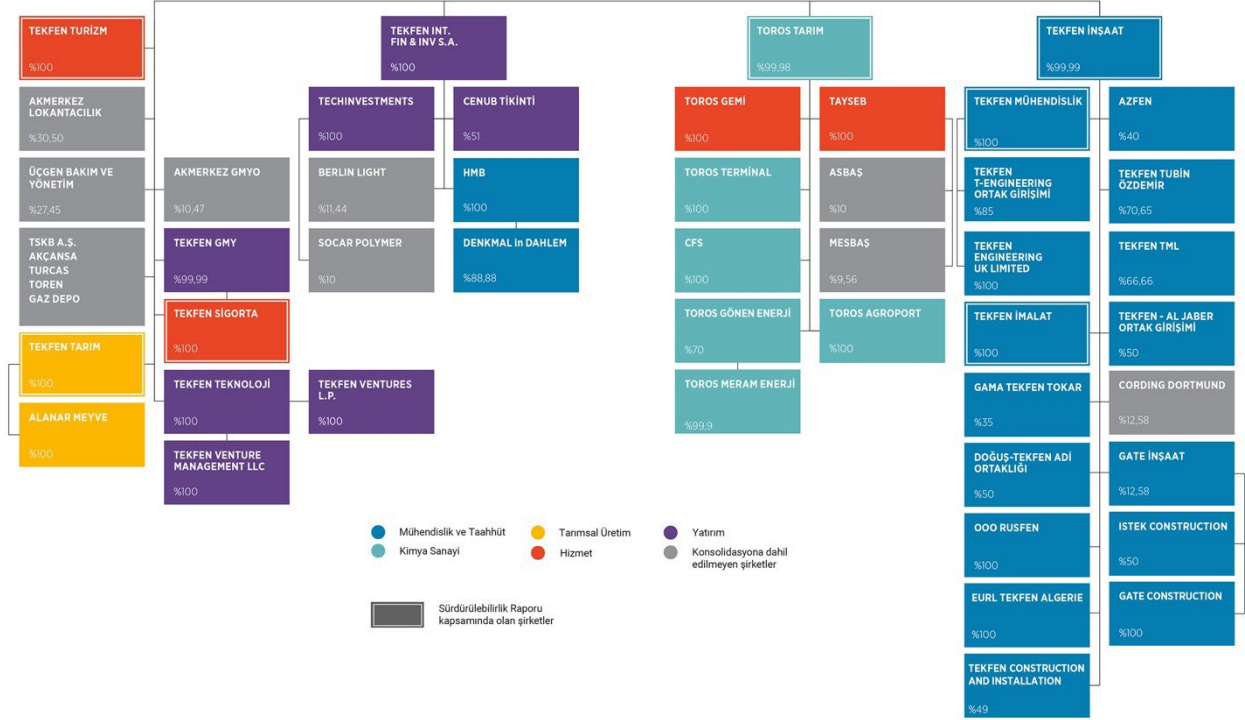 TEKFEN TURİZM
%100
AKMERKEZ
LOKANTACILIK
%30,50
ÜÇGEN BAKIM VE
YÖNETİM
%27,45
TSKB A.Ş.
AKÇANSA
TURCAS
TOREN
GAZ DEPO
TEKFEN TARIM
%100
ALANAR MEYVE
%100
AKMERKEZ GMYO
%10,47
TEKFEN GMY
%99,99
TEKFEN SİGORTA
%100
TEKFEN TEKNOLOJİ
%100
TEKFEN VENTURE
MANAGEMENT LLC
%100
TEKFEN VENTURES
L.P.
%100
TEKFEN INT.
FIN & INV S.A.
%100
TECHINVESTMENTS
%100
BERLIN LIGHT
%11,44
SOCAR POLYMER
%10
CENUB TİKİNTİ
%51
HMB
%100
DENKMAL in DAHLEM
%88,88
TOROS TARIM
%99,98
TOROS GEMİ
%100
TOROS TERMİNAL
%100
CFS
%100
TOROS GÖNEN ENERJİ
%70
TOROS MERAM ENERJİ
%99,9
TAYSEB
%100
ASBAŞ
%10
MESBAŞ
%9,56
TOROS AGROPORT
%100
TEKFEN İNŞAAT
%99,99
TEKFEN MÜHENDİSLİK
%100
TEKFEN
T-ENGINEERING
ORTAK GİRİŞİMİ
%85
TEKFEN
ENGINEERING
UK LIMITED
%100
TEKFEN İMALAT
%100
GAMA TEKFEN TOKAR
%35
DOĞUŞ-TEKFEN ADİ
ORTAKLIĞI
%50
OOO RUSFEN
%100
EURL TEKFEN ALGERIE
%100
TEKFEN CONSTRUCTION
AND INSTALLATION
%49
AZFEN
%40
TEKFEN TUBİN
ÖZDEMİR
%70,65
TEKFEN TML
%66,66
TEKFEN - AL JABER
ORTAK GİRİŞİMİ
%50
CORDING DORTMUND
%12,58
GATE İNŞAAT
%12,58
ISTEK CONSTRUCTION
%50
GATE CONSTRUCTION
%100
Mühendislik ve Taahhüt
Kimya Sanayi
Tarımsal Üretim
Hizmet
Yatırım
Konsolidasyona dahil
edilmeyen şirketler
Sürdürülebilirlik Raporu
kapsamında olan şirketler